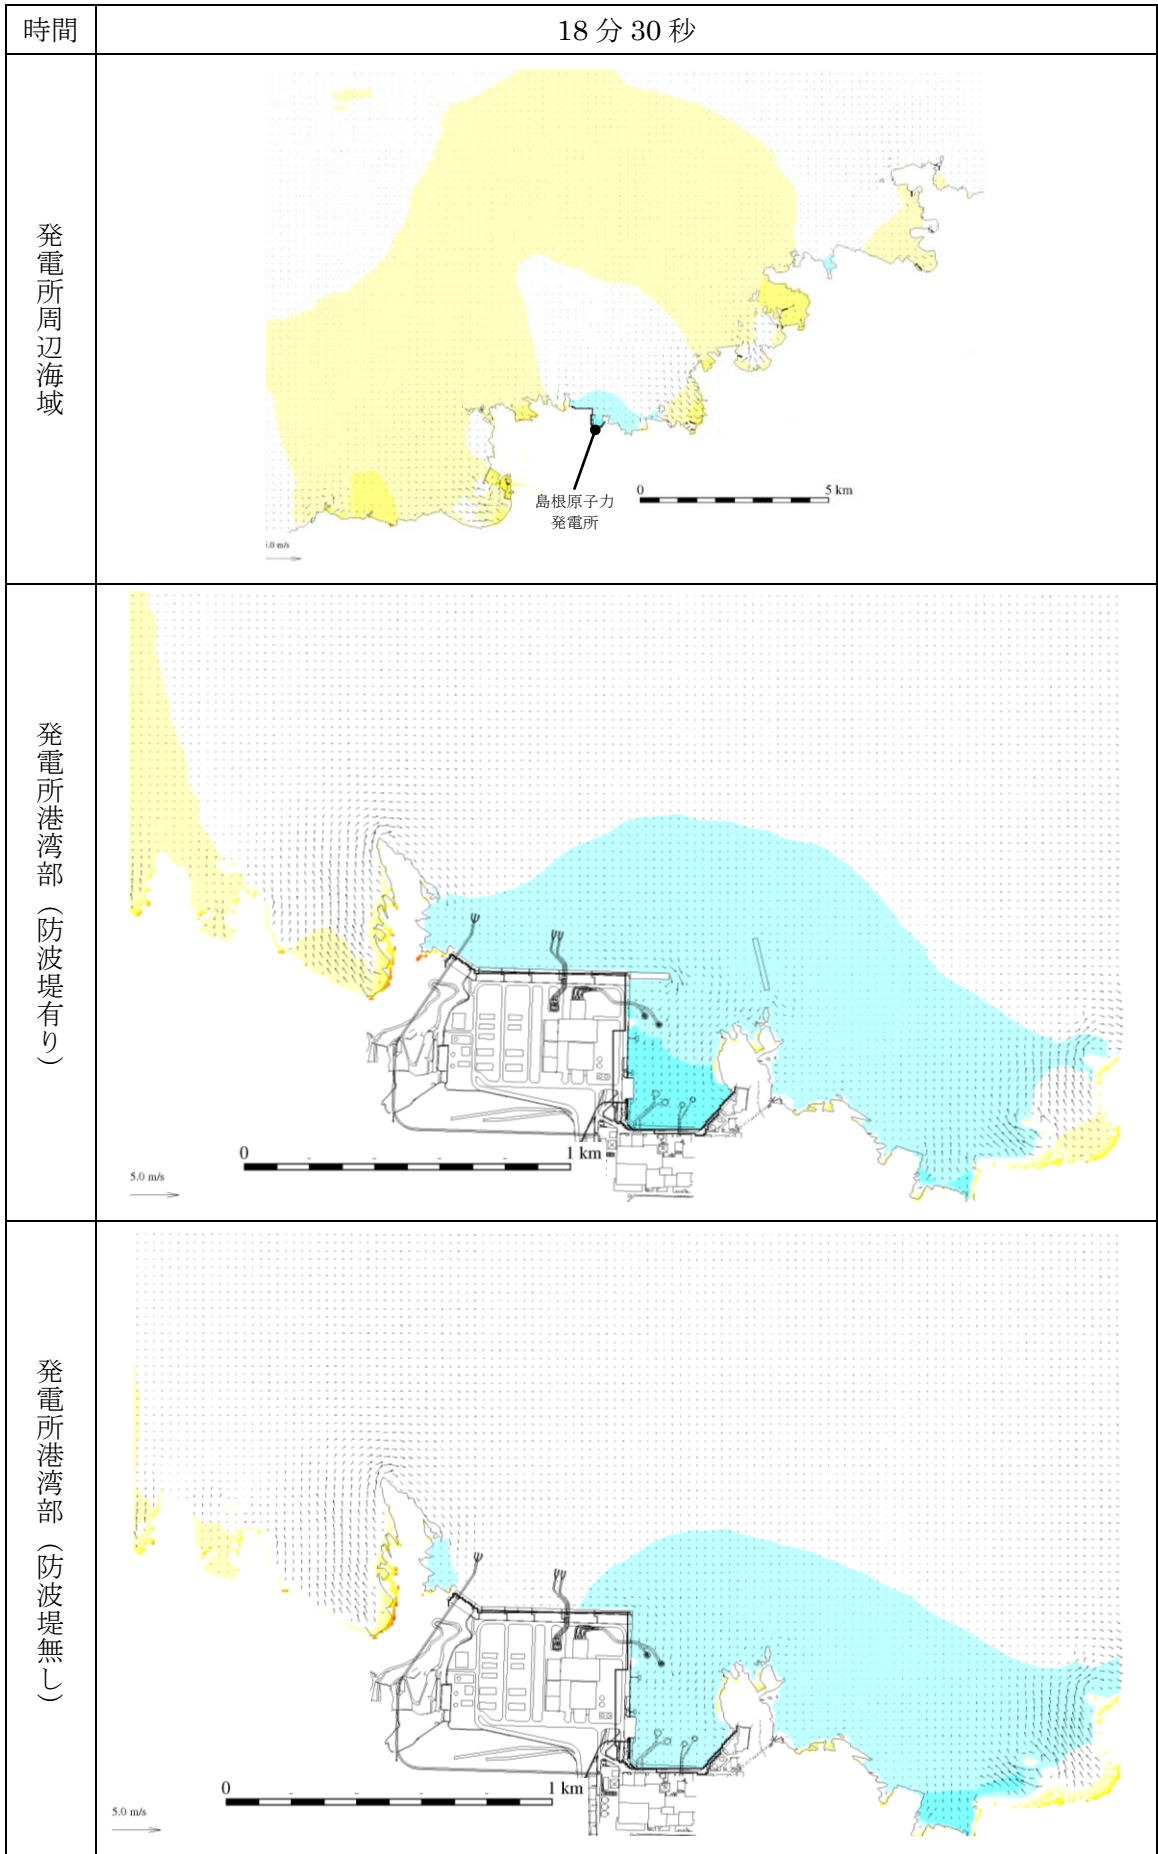 時間
18分30秒
発電所周辺海域
島根原子力
発電所
0
5 km
.0 m/s
発電所港湾部（防波堤有り）
0
1 km
5.0 m/s
発電所港湾部（防波堤無し）
0
1 km
5.0 m/s